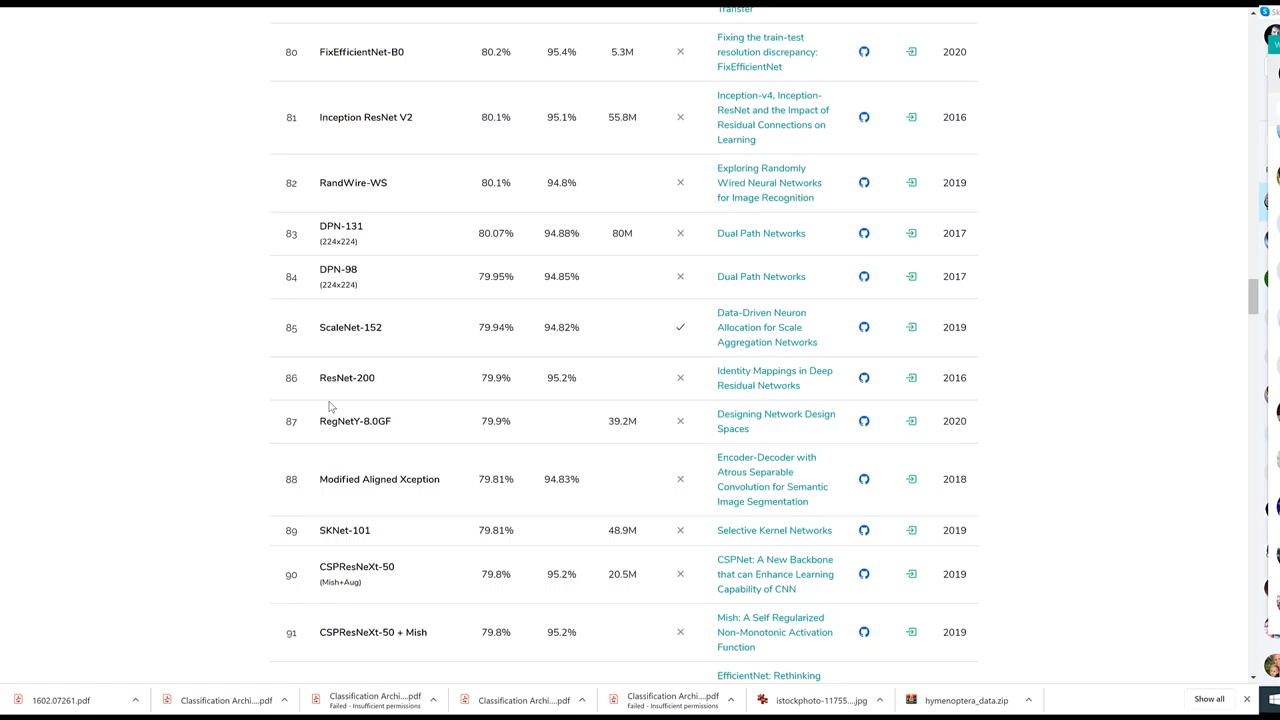 Transfer
80 FixEfficientNet-B0 80.2% 95.4% 5.3M Fixing the train-test resolution discrepancy: FixEfficientNet 2020
81 Inception ResNet V2 80.1% 95.1% 55.8M Inception-v4, Inception-ResNet and the Impact of Residual Connections on Learning 2016
82 RandWire-WS 80.1% 94.8% Exploring Randomly Wired Neural Networks for Image Recognition 2019
83 DPN-131 (224x224) 80.07% 94.88% 80M Dual Path Networks 2017
84 DPN-98 (224x224) 79.95% 94.85% Dual Path Networks 2017
85 ScaleNet-152 79.94% 94.82% Data-Driven Neuron Allocation for Scale Aggregation Networks 2019
86 ResNet-200 79.9% 95.2% Identity Mappings in Deep Residual Networks 2016
87 RegNetY-8.0GF 79.9% 39.2M Designing Network Design Spaces 2020
88 Modified Aligned Xception 79.81% 94.83% Encoder-Decoder with Atrous Separable Convolution for Semantic Image Segmentation 2018
89 SKNet-101 79.81% 48.9M Selective Kernel Networks 2019
90 CSPResNeXt-50 (Mish+Aug) 79.8% 95.2% 20.5M CSPNet: A New Backbone that can Enhance Learning Capability of CNN 2019
91 CSPResNeXt-50 + Mish 79.8% 95.2% Mish: A Self Regularized Non-Monotonic Activation Function 2019
EfficientNet: Rethinking
1602.07261.pdf
Classification Archi....pdf
Classification Archi....pdf
Failed - Insufficient permissions
Classification Archi....pdf
Classification Archi....pdf
Failed - Insufficient permissions
istockphoto-11755....jpg
hymenoptera_data.zip
Show all